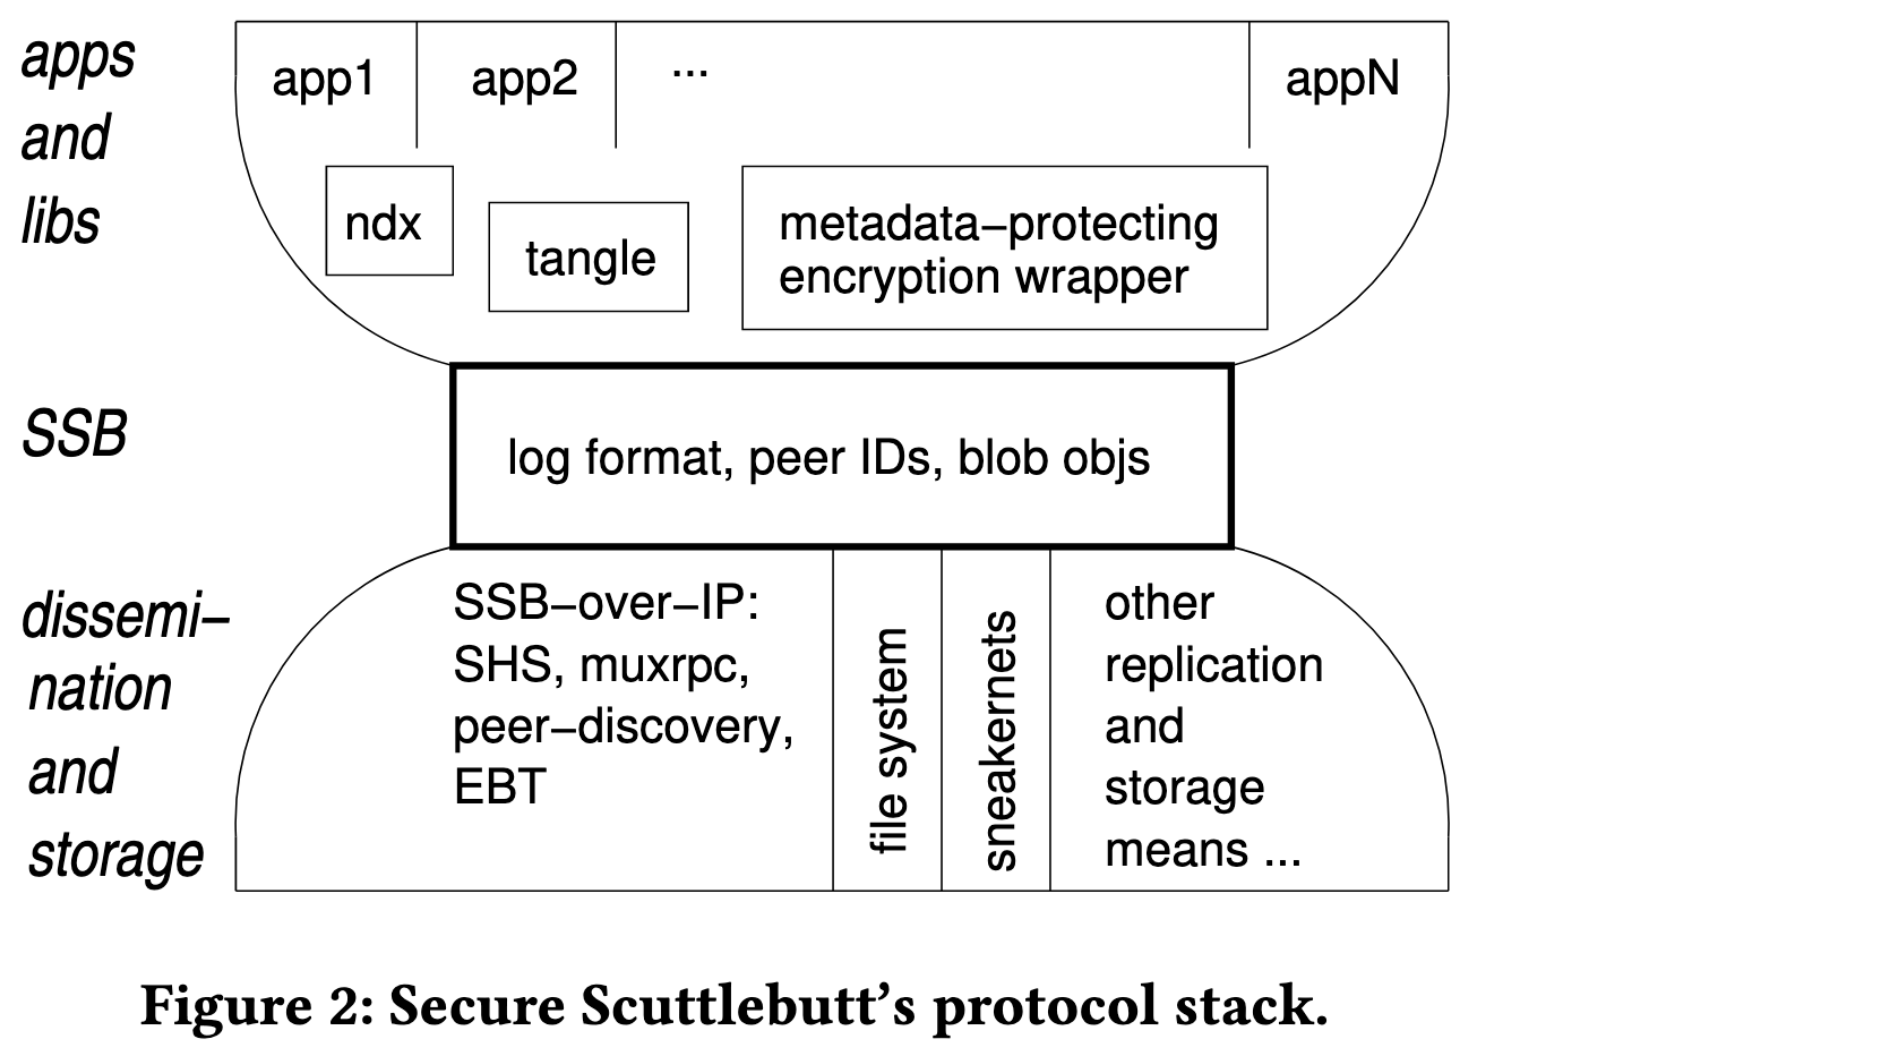 apps
and
libs
app1
app2
...
appN
ndx
tangle
metadata–protecting
encryption wrapper
SSB
log format, peer IDs, blob objs
dissemi–
nation
and
storage
SSB–over–IP:
SHS, muxrpc,
peer–discovery,
EBT
file system
sneakernets
other
replication
and
storage
means ...
Figure 2: Secure Scuttlebutt’s protocol stack.